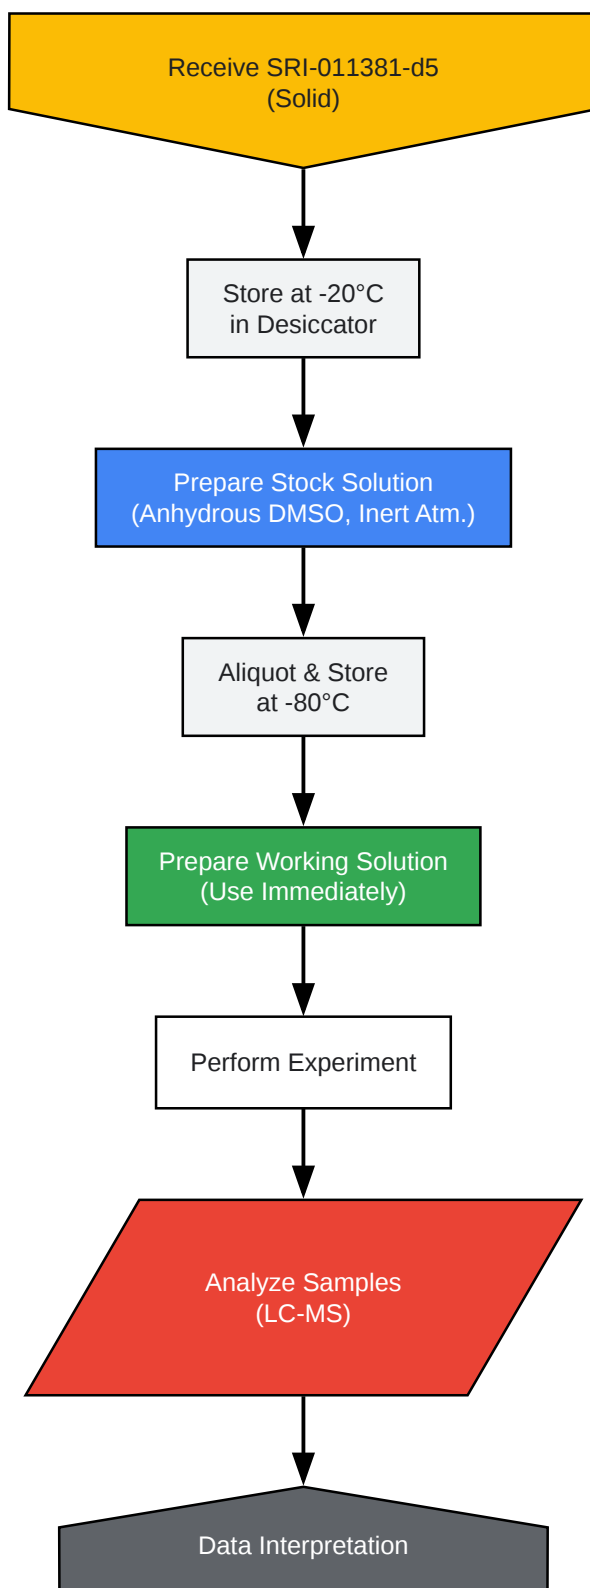 Receive SRI-011381-d5
(Solid)
Store at -20°C
in Desiccator
Prepare Stock Solution
(Anhydrous DMSO, Inert Atm.)
Aliquot & Store
at -80°C
Prepare Working Solution
(Use Immediately)
Perform Experiment
Analyze Samples
(LC-MS)
Data Interpretation